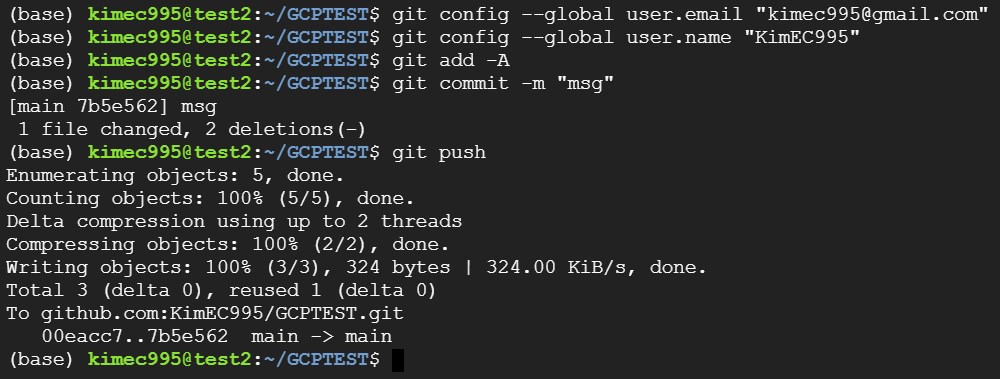 (base) kimec995@test2:~/GCPTEST$ git config --global user.email "kimec995@gmail.com"
(base) kimec995@test2:~/GCPTEST$ git config --global user.name "KimEC995"
(base) kimec995@test2:~/GCPTEST$ git add -A
(base) kimec995@test2:~/GCPTEST$ git commit -m "msg"
[main 7b5e562] msg
 1 file changed, 2 deletions(-)
(base) kimec995@test2:~/GCPTEST$ git push
Enumerating objects: 5, done.
Counting objects: 100% (5/5), done.
Delta compression using up to 2 threads
Compressing objects: 100% (2/2), done.
Writing objects: 100% (3/3), 324 bytes | 324.00 KiB/s, done.
Total 3 (delta 0), reused 1 (delta 0)
To github.com:KimEC995/GCPTEST.git
   00eacc7..7b5e562  main -> main
(base) kimec995@test2:~/GCPTEST$